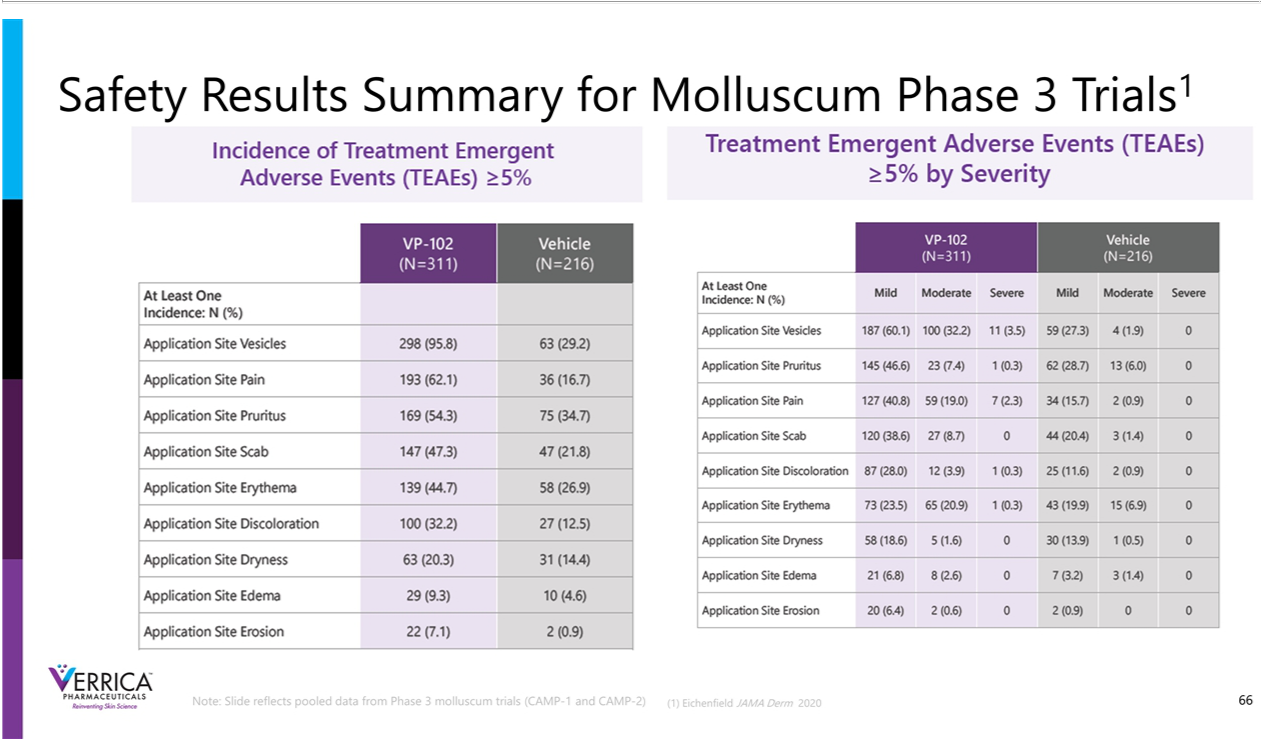 Safety Results Summary for Molluscum Phase 3 Trials1
Incidence of Treatment Emergent
Adverse Events (TEAEs) ≥5%
VP-102
(N=311)
Vehicle
(N=216)
At Least One
Incidence: N (%)
Application Site Vesicles 298 (95.8) 63 (29.2)
Application Site Pain 193 (62.1) 36 (16.7)
Application Site Pruritus 169 (54.3) 75 (34.7)
Application Site Scab 147 (47.3) 47 (21.8)
Application Site Erythema 139 (44.7) 58 (26.9)
Application Site Discoloration 100 (32.2) 27 (12.5)
Application Site Dryness 63 (20.3) 31 (14.4)
Application Site Edema 29 (9.3) 10 (4.6)
Application Site Erosion 22 (7.1) 2 (0.9)
Treatment Emergent Adverse Events (TEAEs)
≥5% by Severity
VP-102
(N=311)
Vehicle
(N=216)
At Least One
Incidence: N (%)
Mild Moderate Severe Mild Moderate Severe
Application Site Vesicles 187 (60.1) 100 (32.2) 11 (3.5) 59 (27.3) 4 (1.9) 0
Application Site Pruritus 145 (46.6) 23 (7.4) 1 (0.3) 62 (28.7) 13 (6.0) 0
Application Site Pain 127 (40.8) 59 (19.0) 7 (2.3) 34 (15.7) 2 (0.9) 0
Application Site Scab 120 (38.6) 27 (8.7) 0 44 (20.4) 3 (1.4) 0
Application Site Discoloration 87 (28.0) 12 (3.9) 1 (0.3) 25 (11.6) 2 (0.9) 0
Application Site Erythema 73 (23.5) 65 (20.9) 1 (0.3) 43 (19.9) 15 (6.9) 0
Application Site Dryness 58 (18.6) 5 (1.6) 0 30 (13.9) 1 (0.5) 0
Application Site Edema 21 (6.8) 8 (2.6) 0 7 (3.2) 3 (1.4) 0
Application Site Erosion 20 (6.4) 2 (0.6) 0 2 (0.9) 0 0
VERRICA™
PHARMACEUTICALS
Reinventing Skin Science
Note: Slide reflects pooled data from Phase 3 molluscum trials (CAMP-1 and CAMP-2)
(1) Eichenfield JAMA Derm 2020
66